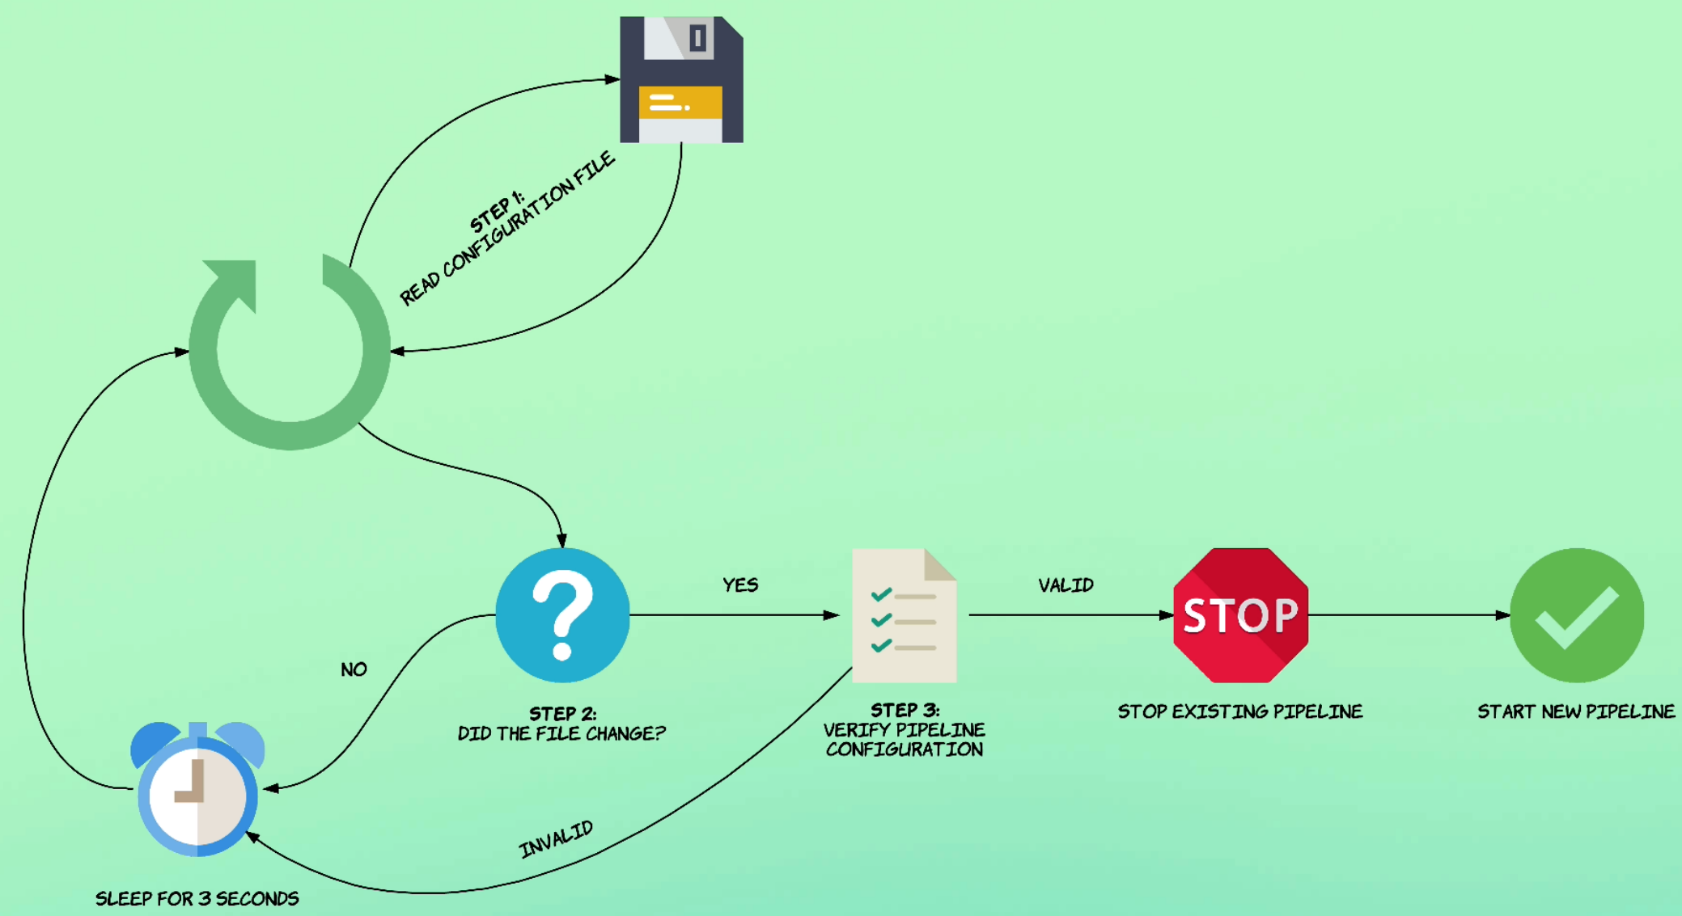 STEP 1:
READ CONFIGURATION FILE
YES
VALID
STOP
NO
STEP 2:
DID THE FILE CHANGE?
STEP 3:
VERIFY PIPELINE
CONFIGURATION
STOP EXISTING PIPELINE
START NEW PIPELINE
INVALID
SLEEP FOR 3 SECONDS